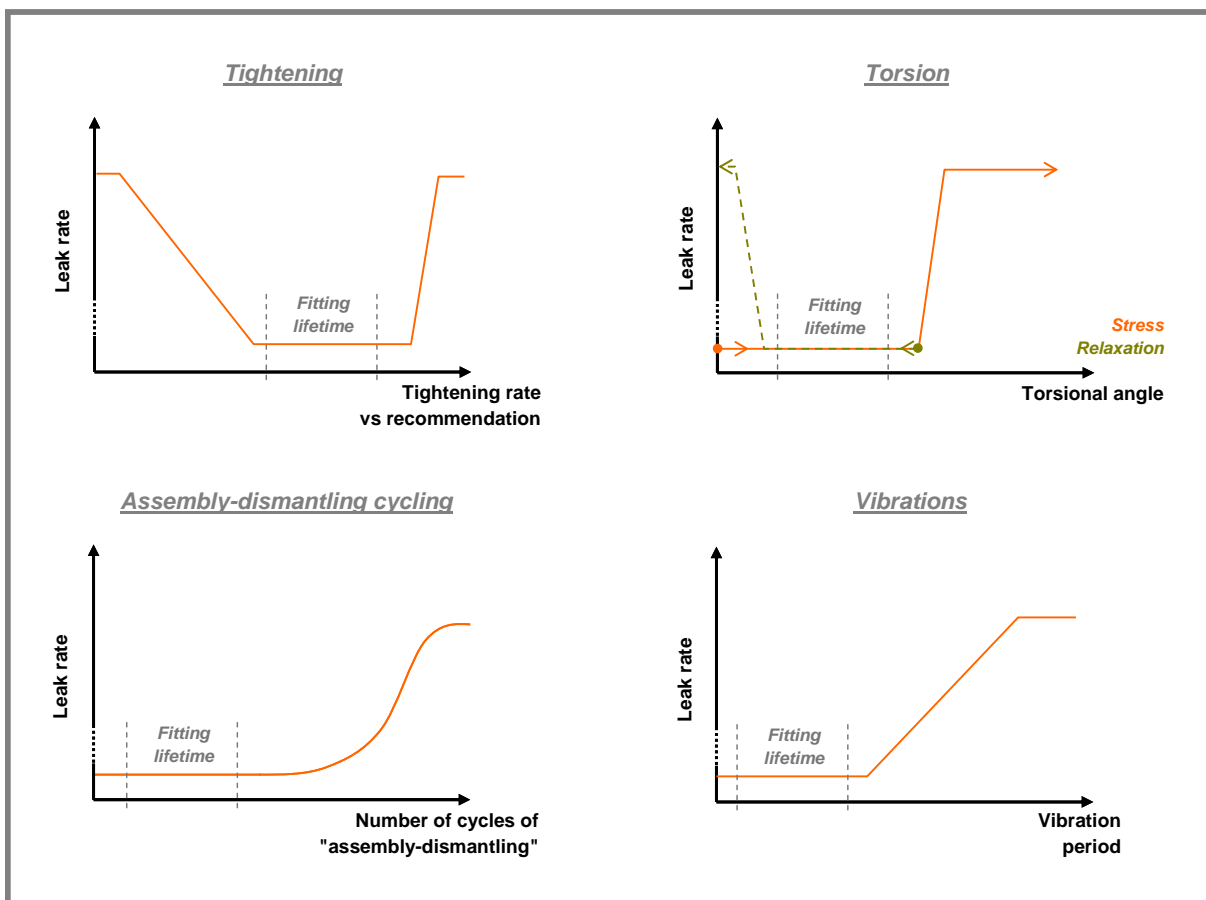 Tightening
Leak rate
Fitting
lifetime
Tightening rate
vs recommendation
Torsion
Leak rate
Fitting
lifetime
Stress
Relaxation
Torsional angle
Assembly-dismantling cycling
Leak rate
Fitting
lifetime
Number of cycles of
"assembly-dismantling"
Vibrations
Leak rate
Fitting
lifetime
Vibration
period